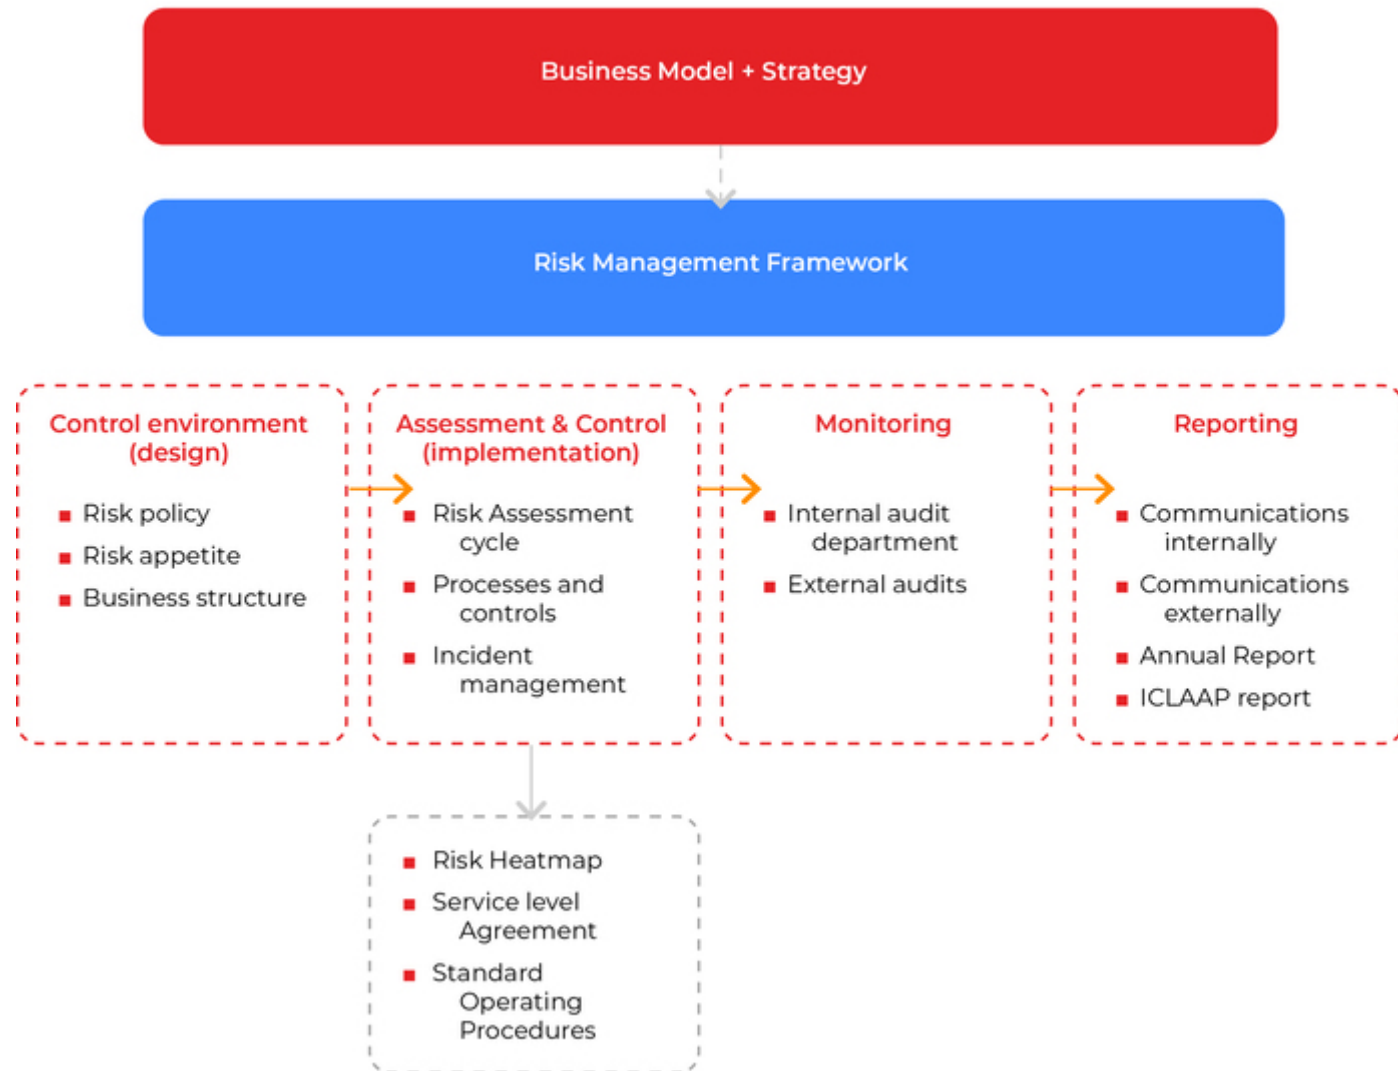 Business Model + Strategy
Risk Management Framework
Control environment
(design)
Risk policy
Risk appetite
Business structure
Assessment & Control
(implementation)
Risk Assessment
cycle
Processes and
controls
Incident
management
Monitoring
Internal audit
department
External audits
Reporting
Communications
internally
Communications
externally
Annual Report
ICLAAP report
Risk Heatmap
Service level
Agreement
Standard
Operating
Procedures